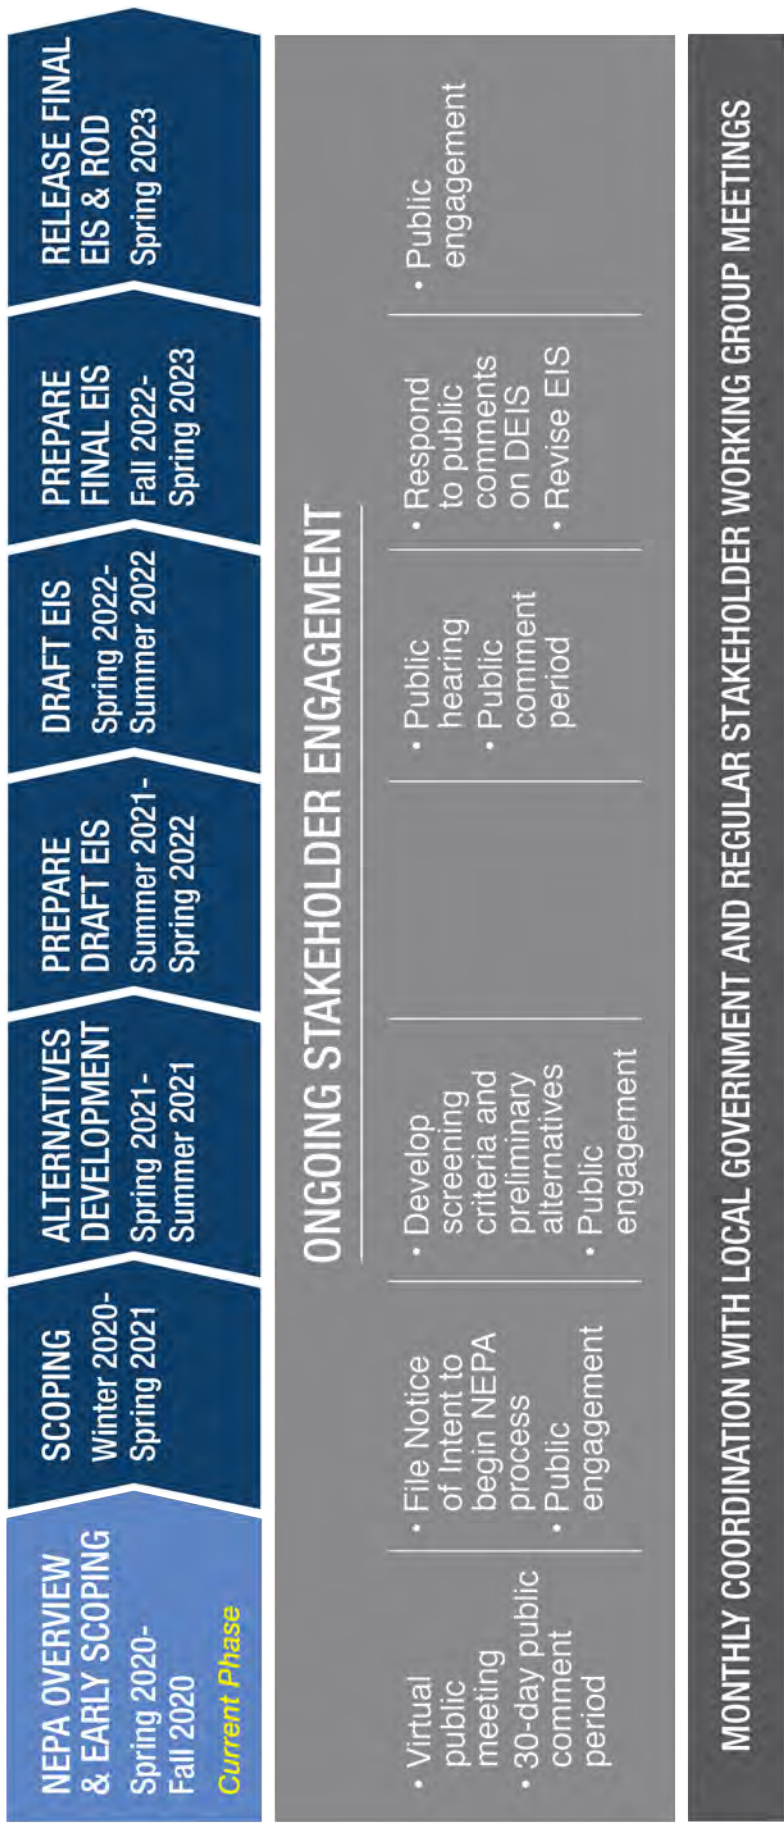 NEPA OVERVIEW
& EARLY SCOPING
Spring 2020-
Fall 2020
Current Phase
SCOPING
Winter 2020-
Spring 2021
ALTERNATIVES
DEVELOPMENT
Spring 2021-
Summer 2021
PREPARE
DRAFT EIS
Summer 2021-
Spring 2022
DRAFT EIS
Spring 2022-
Summer 2022
PREPARE
FINAL EIS
Fall 2022-
Spring 2023
RELEASE FINAL
EIS & ROD
Spring 2023
ONGOING STAKEHOLDER ENGAGEMENT
• Virtual
public
meeting
• 30-day public
comment
period
• File Notice
of Intent to
begin NEPA
process
• Public
engagement
• Develop
screening
criteria and
preliminary
alternatives
• Public
engagement
• Public
hearing
• Public
comment
period
• Respond
to public
comments
on DEIS
• Revise EIS
• Public
engagement
MONTHLY COORDINATION WITH LOCAL GOVERNMENT AND REGULAR STAKEHOLDER WORKING GROUP MEETINGS